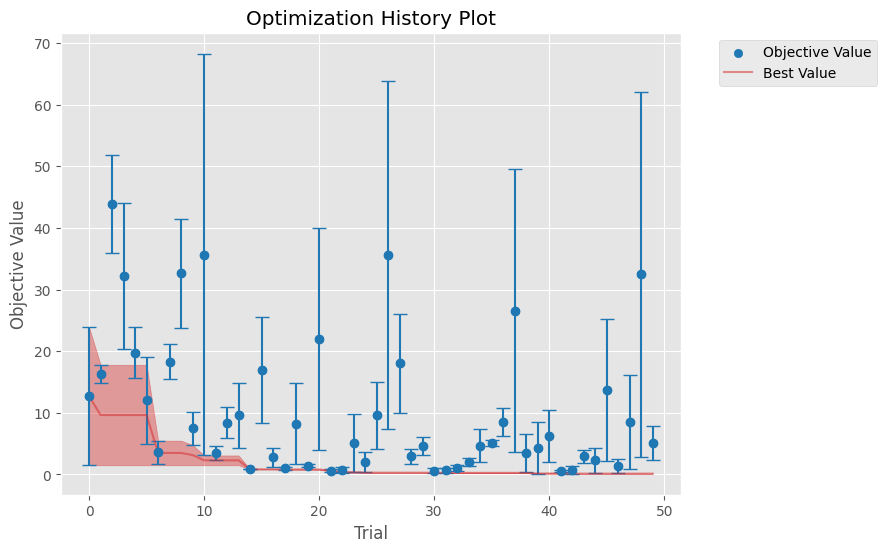 Optimization History Plot
Objective Value
Best Value
Objective Value
70
60
50
40
30
20
10
0
0 10 20 30 40 50
Trial